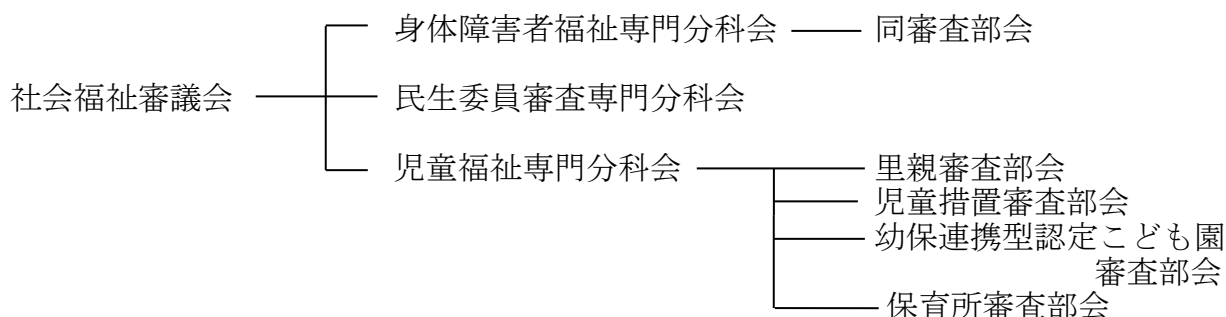 身体障害者福祉専門分科会 同審査部会
社会福祉審議会 民生委員審査専門分科会
児童福祉専門分科会 里親審査部会
児童措置審査部会
幼保連携型認定こども園
審査部会
保育所審査部会